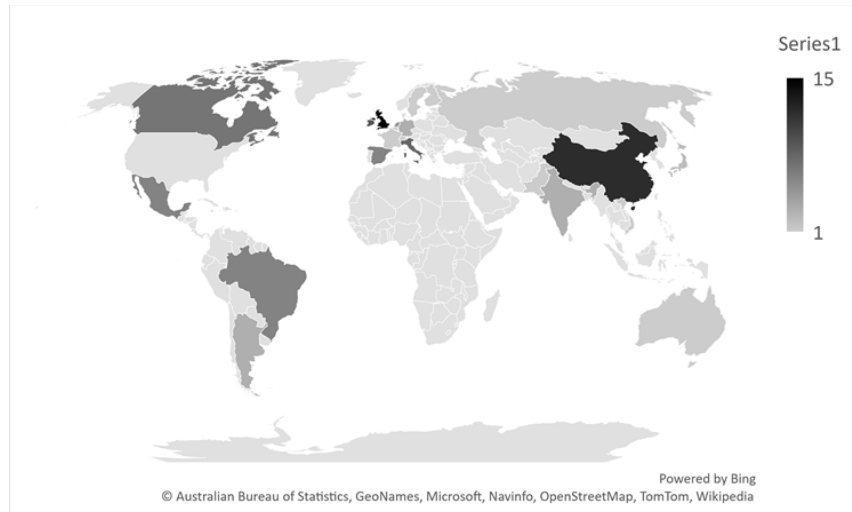 Series1
15
1
Powered by Bing
© Australian Bureau of Statistics, GeoNames, Microsoft, Navinfo, OpenStreetMap, TomTom, Wikipedia